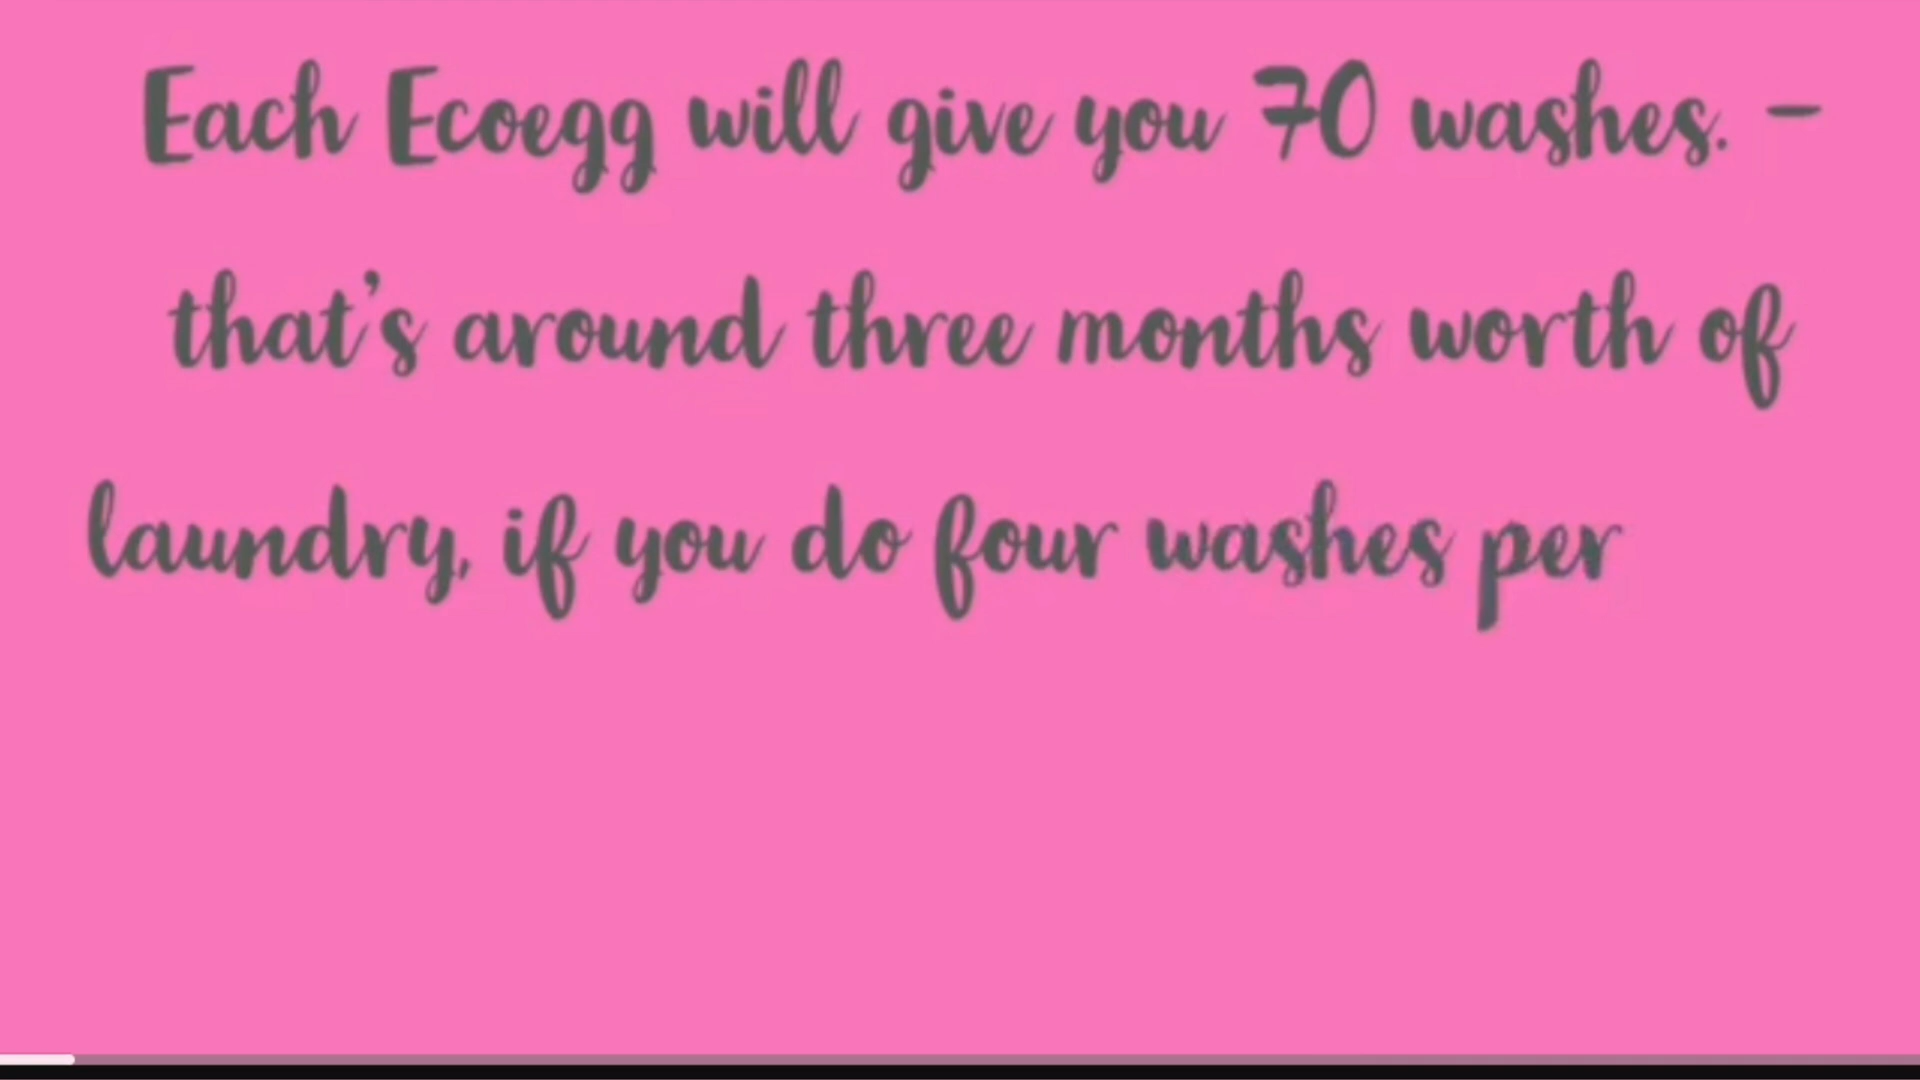 Each Ecoegg will give you 70 washes. -
that's around three months worth of
laundry, if you do four washes per